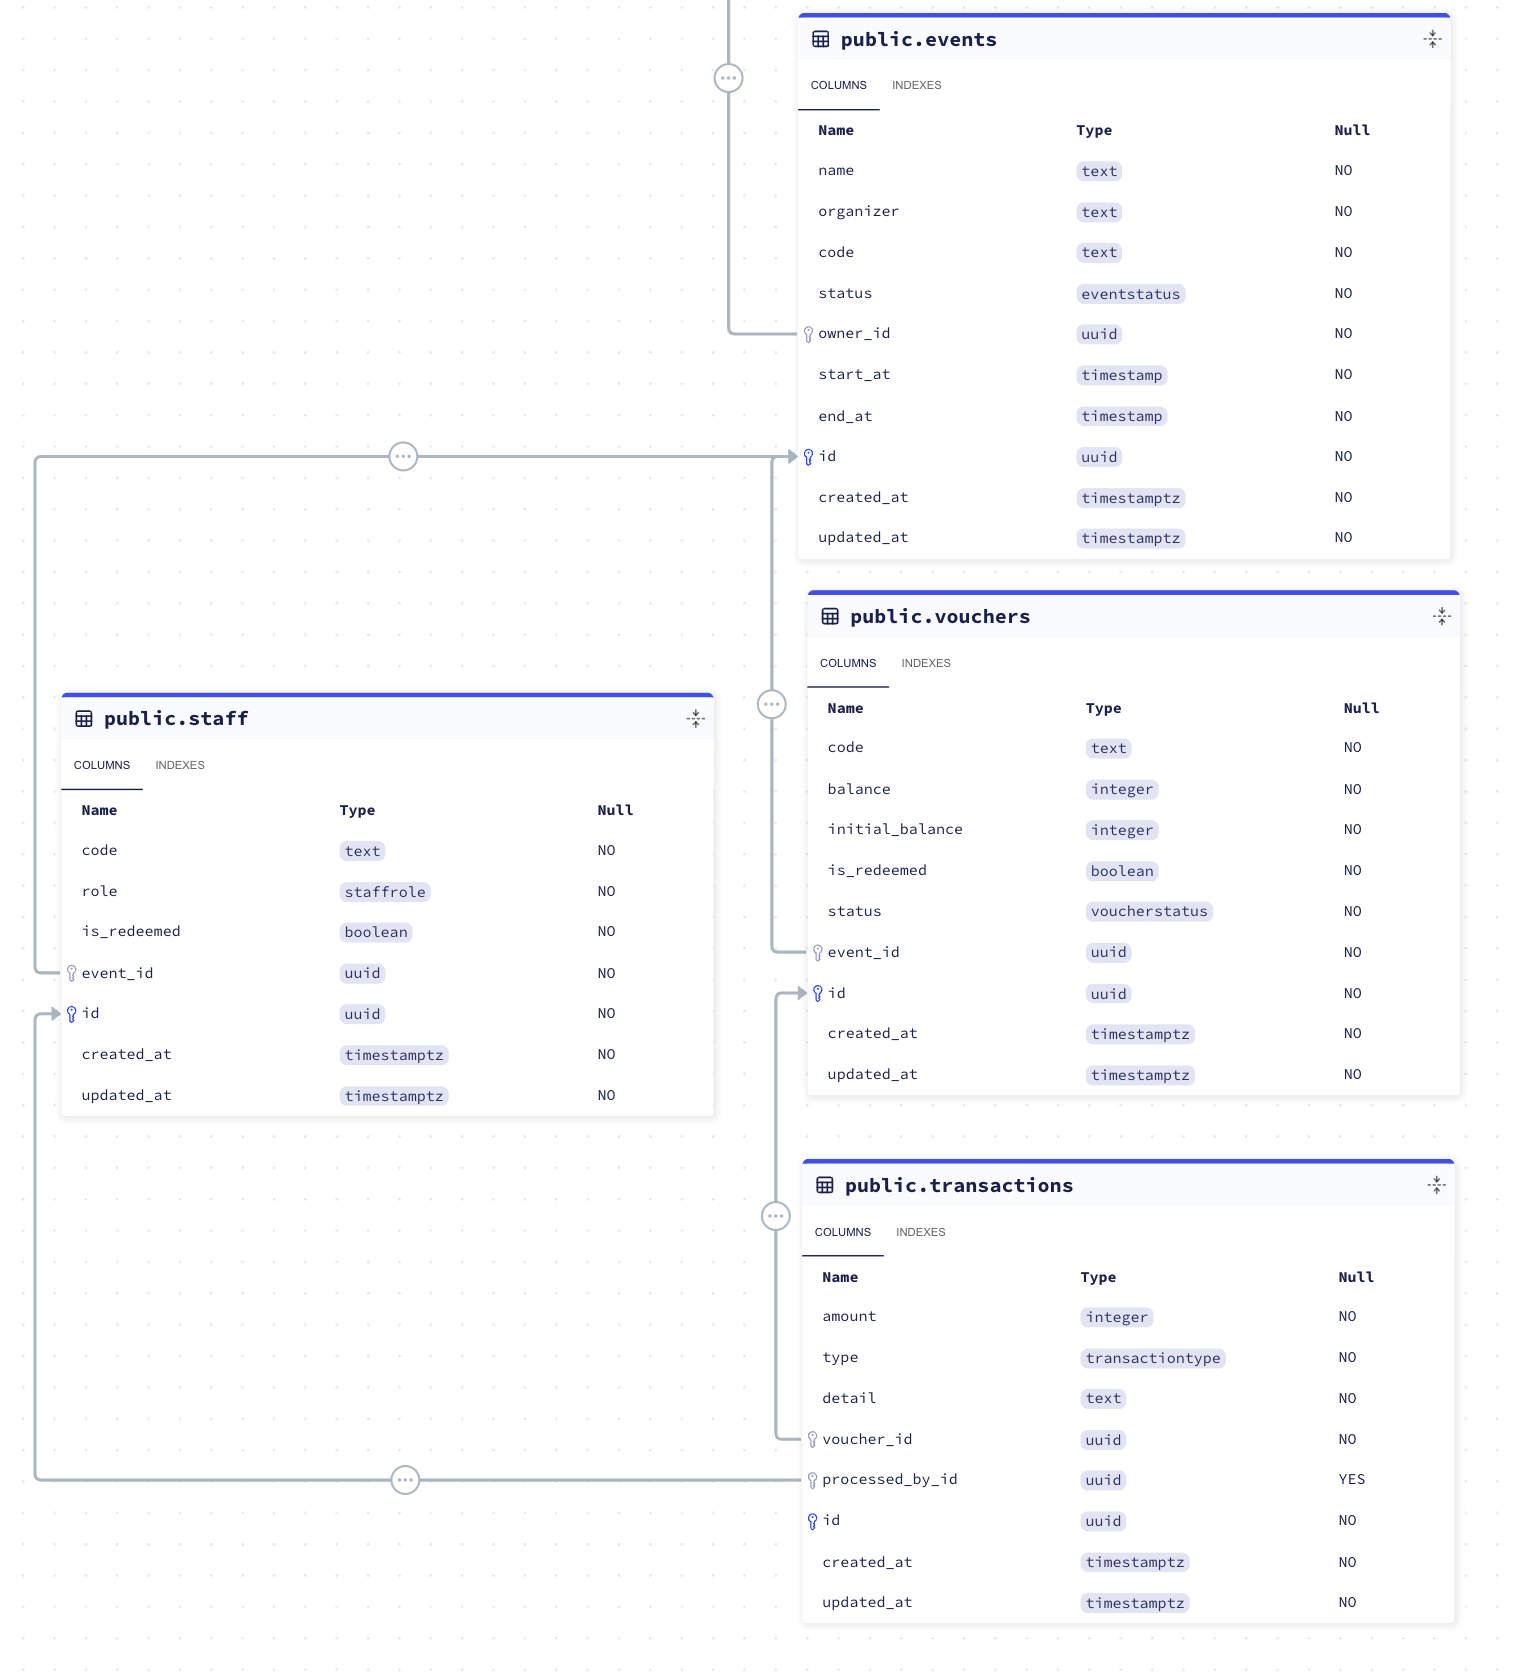 public.events
COLUMNS INDEXES
Name Type Null
name text NO
organizer text NO
code text NO
status eventstatus NO
owner_id uuid NO
start_at timestamp NO
end_at timestamp NO
id uuid NO
created_at timestamptz NO
updated_at timestamptz NO
public.vouchers
COLUMNS INDEXES
Name Type Null
code text NO
balance integer NO
initial_balance integer NO
is_redeemed boolean NO
status voucherstatus NO
event_id uuid NO
id uuid NO
created_at timestamptz NO
updated_at timestamptz NO
public.staff
COLUMNS INDEXES
Name Type Null
code text NO
role staffrole NO
is_redeemed boolean NO
event_id uuid NO
id uuid NO
created_at timestamptz NO
updated_at timestamptz NO
public.transactions
COLUMNS INDEXES
Name Type Null
amount integer NO
type transactiontype NO
detail text NO
voucher_id uuid NO
processed_by_id uuid YES
id uuid NO
created_at timestamptz NO
updated_at timestamptz NO